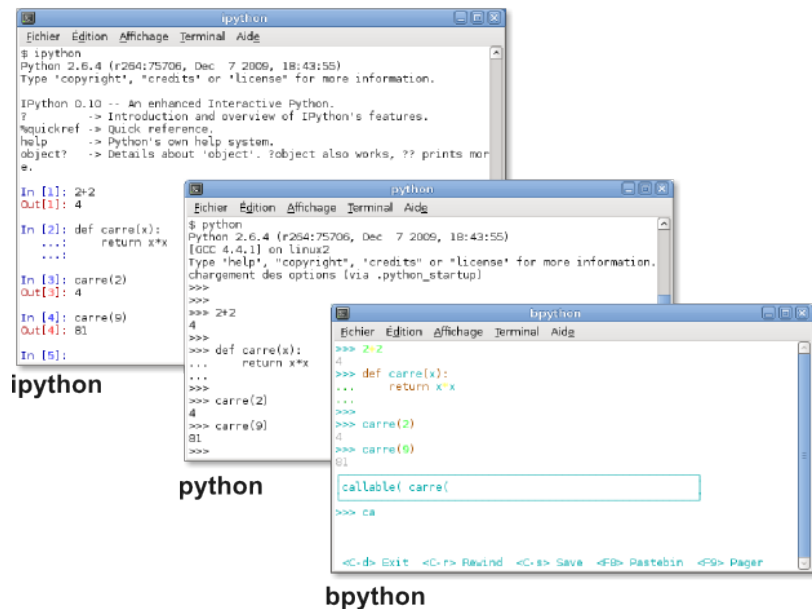 ipython
Fichier Édition Affichage Terminal Aide
$ ipython
Python 2.6.4 (r264:75706, Dec  7 2009, 18:43:55)
Type "copyright", "credits" or "license" for more information.
IPython 0.10 -- An enhanced Interactive Python.
?         -> Introduction and overview of IPython's features.
%quickref -> Quick reference.
help      -> Python's own help system.
object?   -> Details about 'object'. ?object also works, ?? prints mor
e.
In [1]: 2+2
Out[1]: 4
In [2]: def carre(x):
   ...:     return x*x
   ...:
In [3]: carre(2)
Out[3]: 4
In [4]: carre(9)
Out[4]: 81
In [5]:
ipython
python
Fichier Édition Affichage Terminal Aide
$ python
Python 2.6.4 (r264:75706, Dec  7 2009, 18:43:55)
[GCC 4.4.1] on linux2
Type "help", "copyright", "credits" or "license" for more information.
chargement des options (via .python_startup)
>>>
>>>
>>> 2+2
4
>>>
>>> def carre(x):
...     return x*x
...
>>>
>>> carre(2)
4
>>> carre(9)
81
>>>
python
bpython
Fichier Édition Affichage Terminal Aide
>>> 2+2
4
>>> def carre(x):
...     return x*x
...
>>>
>>> carre(2)
4
>>> carre(9)
81
callable( carre(
>>> ca
<C-d> Exit  <C-r> Rewind  <C-s> Save  <F8> Pastebin  <F9> Pager
bpython